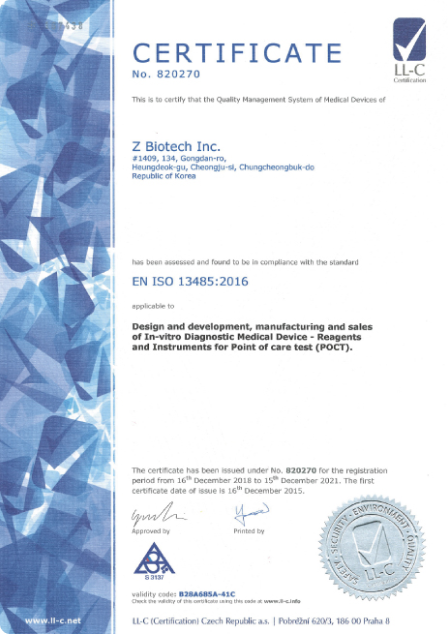 CERTIFICATE
No. 820270
LL-C
Certification
This is to certify that the Quality Management System of Medical Devices of
Z Biotech Inc.
#1409, 134, Gongdan-ro,
Heungdeok-gu, Cheongju-si, Chungcheongbuk-do
Republic of Korea
has been assessed and found to be in compliance with the standard
EN ISO 13485:2016
applicable to
Design and development, manufacturing and sales
of In-vitro Diagnostic Medical Device - Reagents
and Instruments for Point of care test (POCT).
The certificate has been issued under No. 820270 for the registration
period from 16th December 2018 to 15th December 2021. The first
certificate date of issue is 16th December 2015.
Approved by
Printed by
S 3197
SAFETY · SECURITY · ENVIRONMENT · QUALITY
LL-C
validity code: B28A6B5A-41C
Check the validity of this certificate using this code at www.ll-c.info
www.ll-c.net
LL-C (Certification) Czech Republic a.s. | Pobřežní 620/3, 186 00 Praha 8